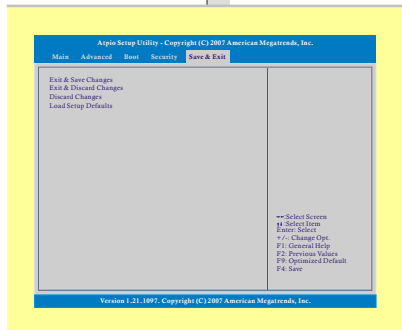 Atpio Setup Utility - Copyright (C) 2007 American Megatrends, Inc.
Main Advanced Boot Security Save & Exit
Exit & Save Changes
Exit & Discard Changes
Discard Changes
Load Setup Defaults
↔:Select Screen
↑↓:Select Item
Enter: Select
+/-: Change Opt.
F1: General Help
F2: Previous Values
F9: Optimized Default
F4: Save
Version 1.21.1097. Copyright (C) 2007 American Megatrends, Inc.